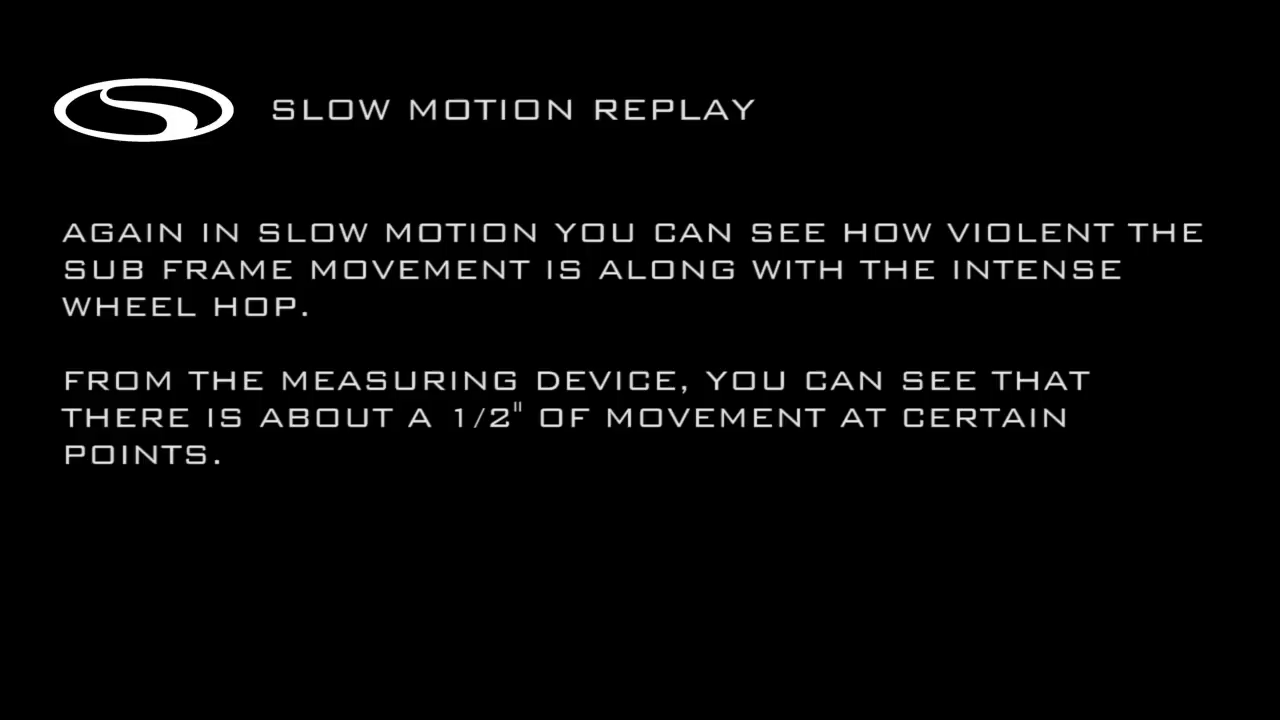 SLOW MOTION REPLAY
AGAIN IN SLOW MOTION YOU CAN SEE HOW VIOLENT THE
SUB FRAME MOVEMENT IS ALONG WITH THE INTENSE
WHEEL HOP.
FROM THE MEASURING DEVICE, YOU CAN SEE THAT
THERE IS ABOUT A 1/2" OF MOVEMENT AT CERTAIN
POINTS.